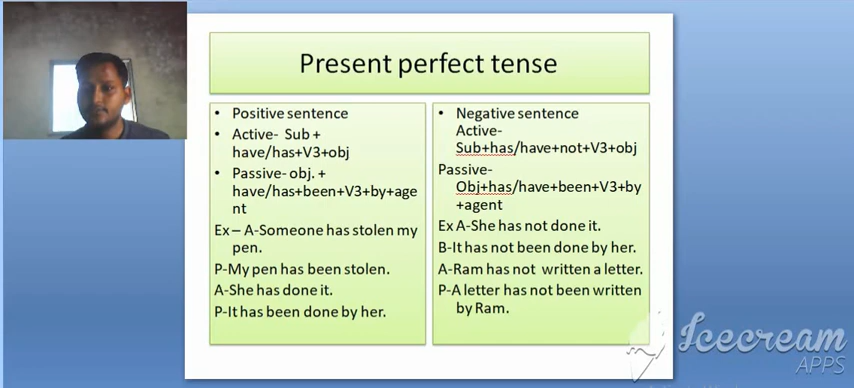 Present perfect tense
• Positive sentence
• Active- Sub +
have/has+V3+obj
• Passive- obj. +
have/has+been+V3+by+age
nt
Ex – A-Someone has stolen my
pen.
P-My pen has been stolen.
A-She has done it.
P-It has been done by her.
• Negative sentence
Active-
Sub+has/have+not+V3+obj
Passive-
Obj+has/have+been+V3+by
+agent
Ex A-She has not done it.
B-It has not been done by her.
A-Ram has not written a letter.
P-A letter has not been written
by Ram.
Icecream
APPS